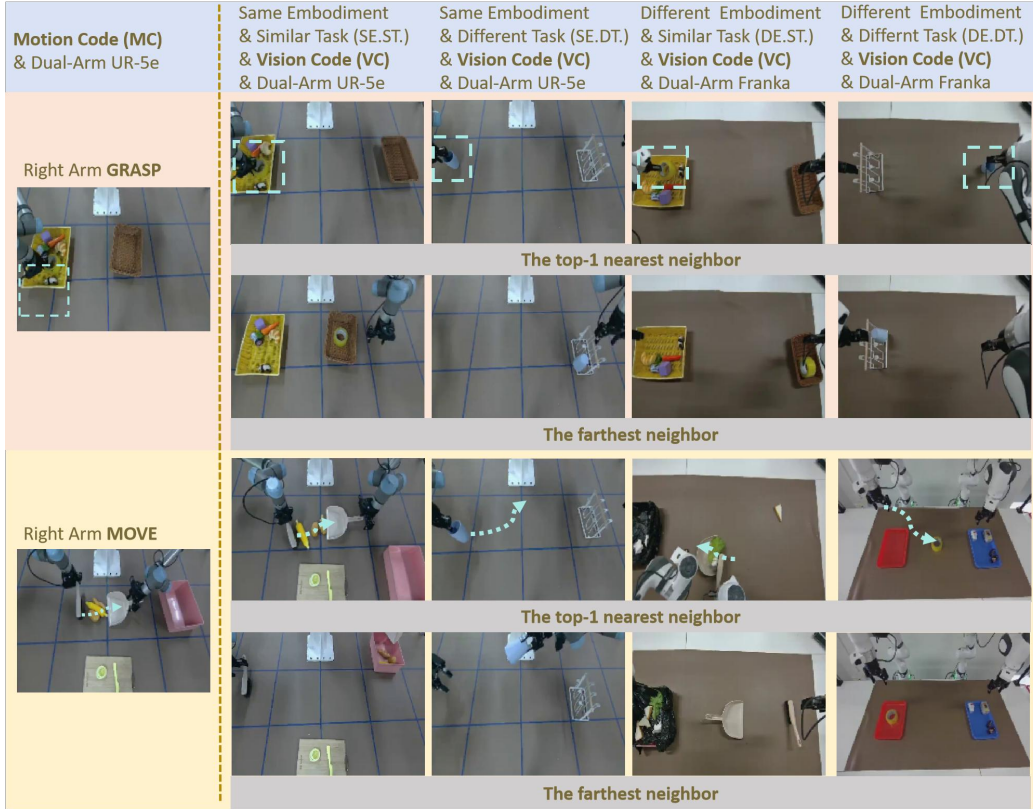 Motion Code (MC)
& Dual-Arm UR-5e
Same Embodiment
& Similar Task (SE.ST.)
& Vision Code (VC)
& Dual-Arm UR-5e
Same Embodiment
& Different Task (SE.DT.)
& Vision Code (VC)
& Dual-Arm UR-5e
Different Embodiment
& Similar Task (DE.ST.)
& Vision Code (VC)
& Dual-Arm Franka
Different Embodiment
& Differnt Task (DE.DT.)
& Vision Code (VC)
& Dual-Arm Franka
Right Arm GRASP
The top-1 nearest neighbor
The farthest neighbor
Right Arm MOVE
The top-1 nearest neighbor
The farthest neighbor